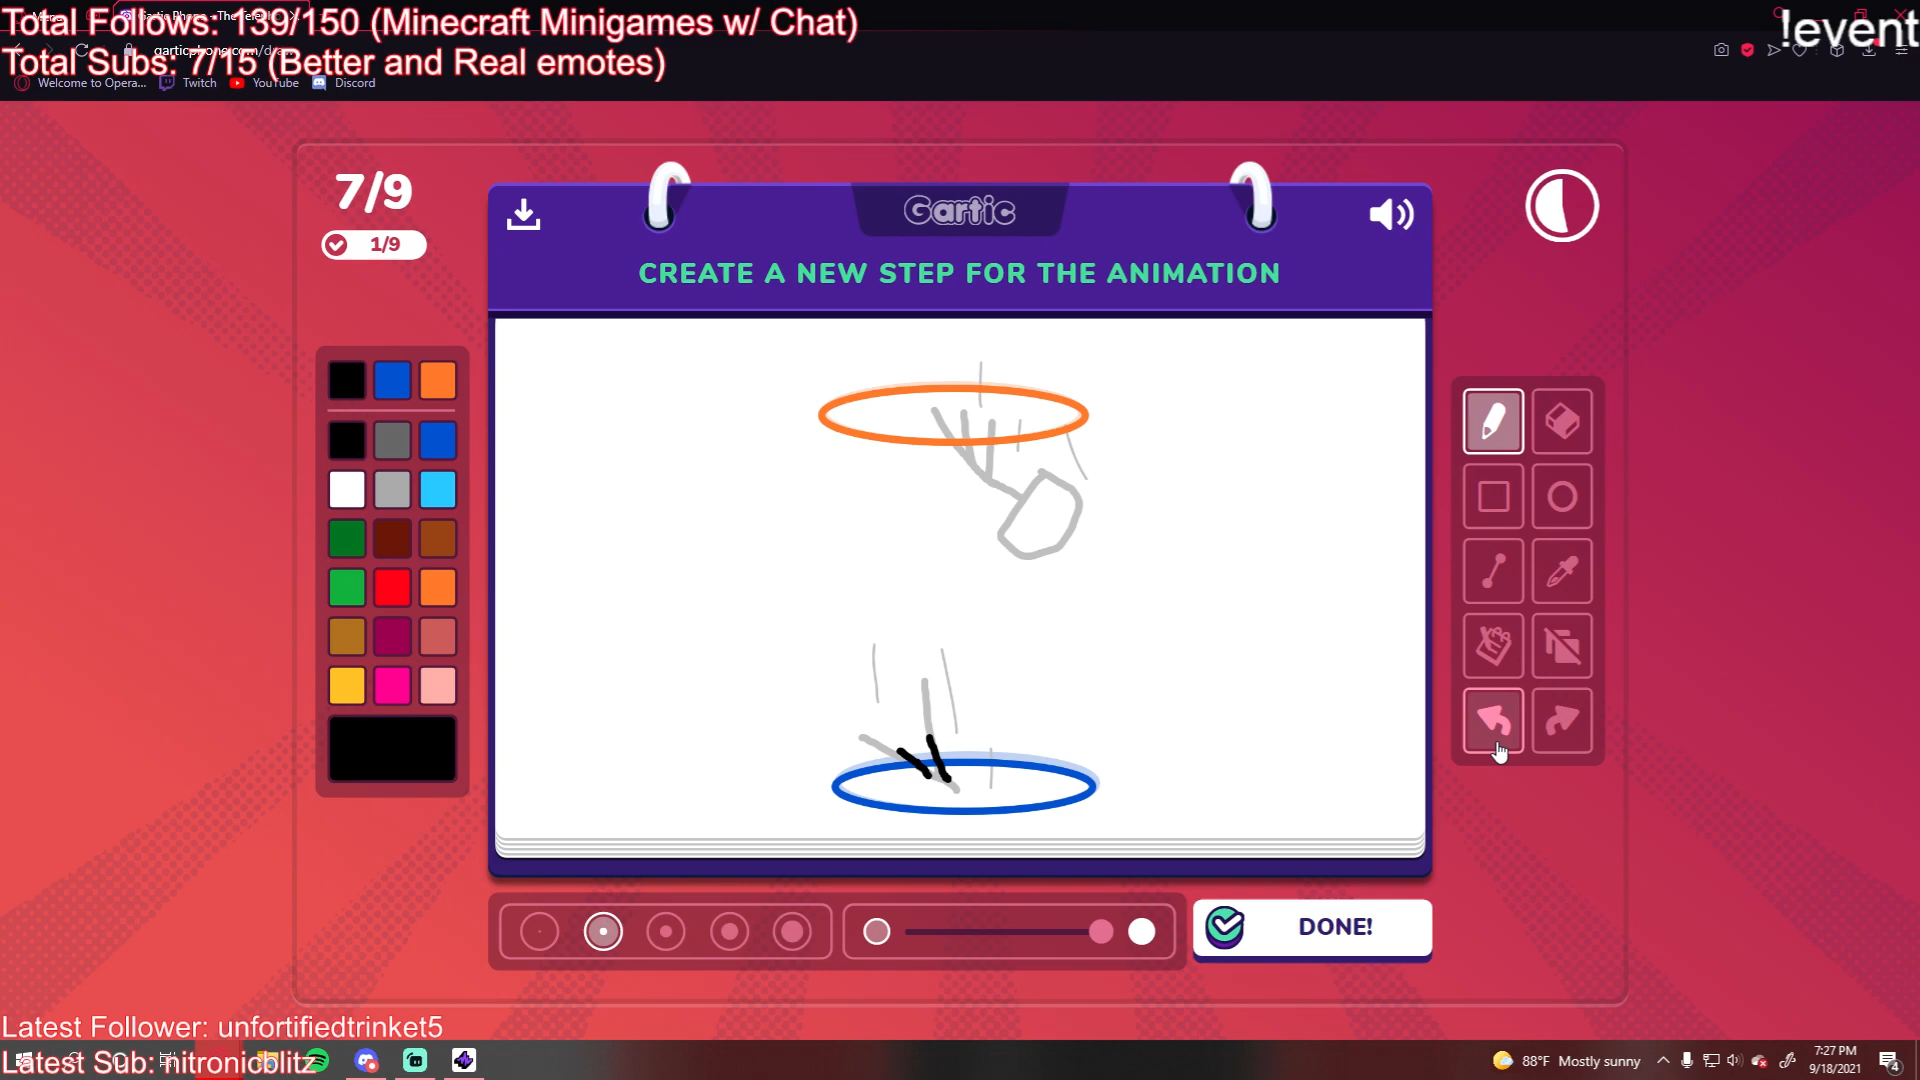 Total Follows: 139/150 (Minecraft Minigames w/ Chat)
!event
Total Subs: 7/15 (Better and Real emotes)
Welcome to Opera...
Twitch
YouTube
Discord
7/9
1/9
Gartic
CREATE A NEW STEP FOR THE ANIMATION
DONE!
Latest Follower: unfortifiedtrinket5
Latest Sub: nitronicblitz
88°F Mostly sunny
7:27 PM
9/18/2021
4